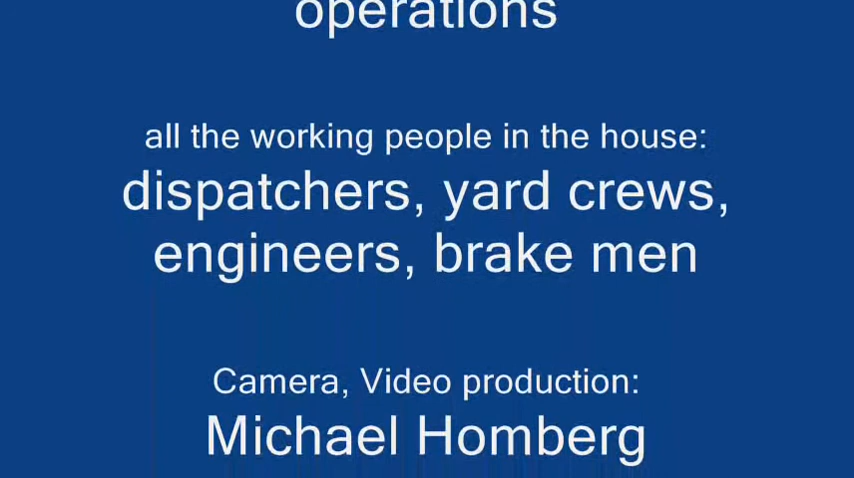 operations
all the working people in the house:
dispatchers, yard crews,
engineers, brake men
Camera, Video production:
Michael Homberg